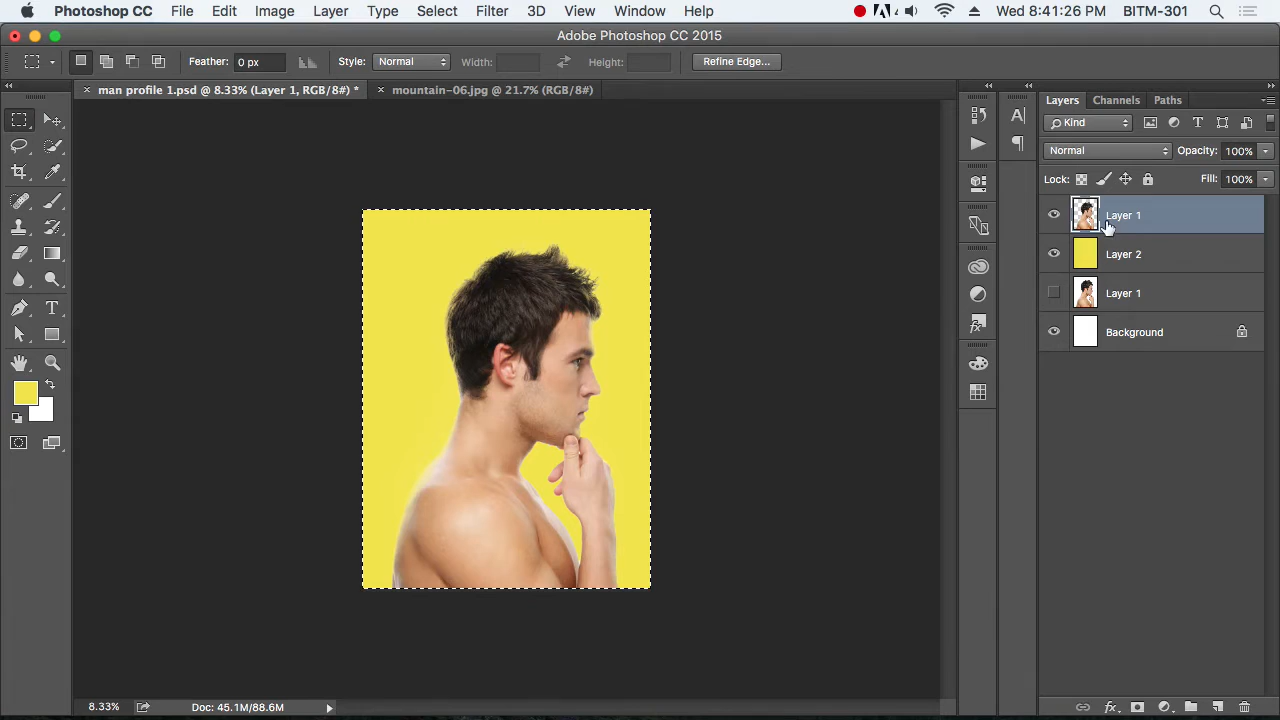 Photoshop CC File Edit Image Layer Type Select Filter 3D View Window Help Wed 8:41:26 PM BITM-301
Adobe Photoshop CC 2015
Feather: 0 px Style: Normal Width: Height: Refine Edge...
man profile 1.psd @ 8.33% (Layer 1, RGB/8#) * mountain-06.jpg @ 21.7% (RGB/8#)
Layers Channels Paths
Kind
Normal Opacity: 100%
Lock: Fill: 100%
Layer 1
Layer 2
Layer 1
Background
8.33% Doc: 45.1M/88.6M